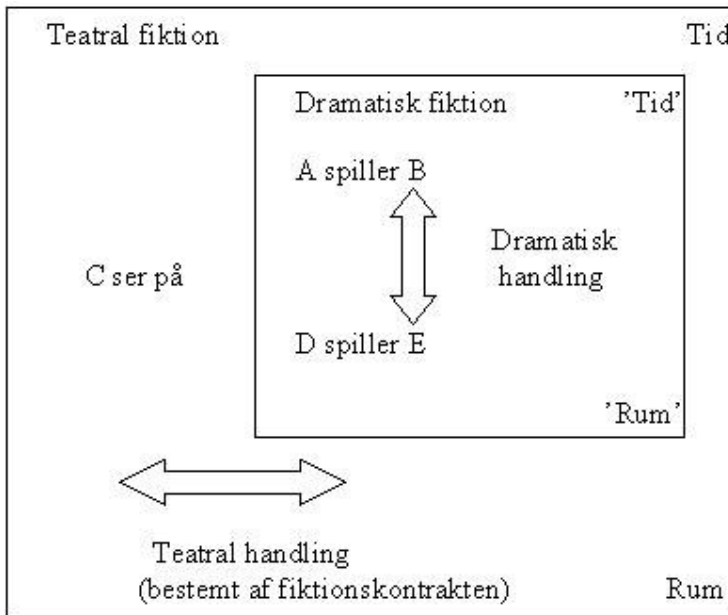 Teatral fiktion
Tid
Dramatisk fiktion
'Tid'
A spiller B
Dramatisk
handling
C ser på
D spiller E
'Rum'
Teatral handling
(bestemt af fiktionskontrakten)
Rum